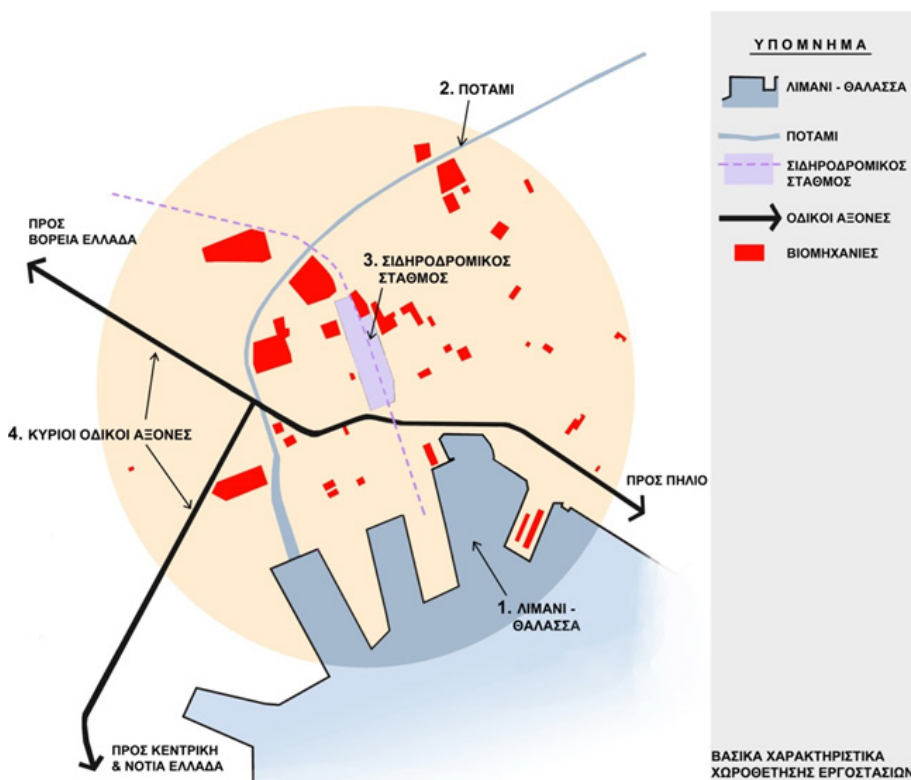 2. ΠΟΤΑΜΙ
ΠΡΟΣ
ΒΟΡΕΙΑ ΕΛΛΑΔΑ
3. ΣΙΔΗΡΟΔΡΟΜΙΚΟΣ
ΣΤΑΘΜΟΣ
4. ΚΥΡΙΟΙ ΟΔΙΚΟΙ ΑΞΟΝΕΣ
ΠΡΟΣ ΠΗΛΙΟ
1. ΛΙΜΑΝΙ -
ΘΑΛΑΣΣΑ
ΠΡΟΣ ΚΕΝΤΡΙΚΗ
& ΝΟΤΙΑ ΕΛΛΑΔΑ
ΥΠΟΜΝΗΜΑ
ΛΙΜΑΝΙ - ΘΑΛΑΣΣΑ
ΠΟΤΑΜΙ
ΣΙΔΗΡΟΔΡΟΜΙΚΟΣ
ΣΤΑΘΜΟΣ
ΟΔΙΚΟΙ ΑΞΟΝΕΣ
ΒΙΟΜΗΧΑΝΙΕΣ
ΒΑΣΙΚΑ ΧΑΡΑΚΤΗΡΙΣΤΙΚΑ
ΧΩΡΟΘΕΤΗΣΗΣ ΕΡΓΟΣΤΑΣΙΩΝ